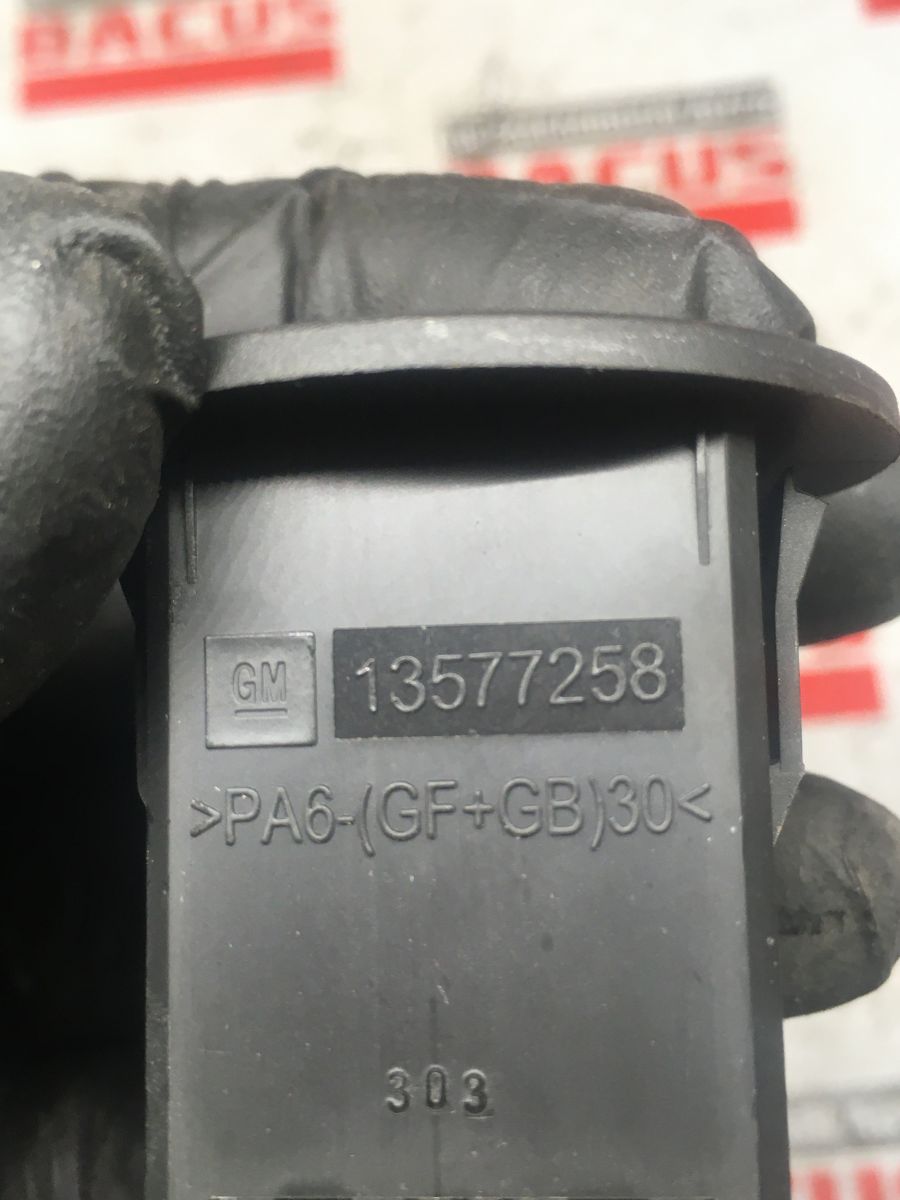 BACUS
BACUS
GM 13577258
>PA6-(GF+GB)30<
303